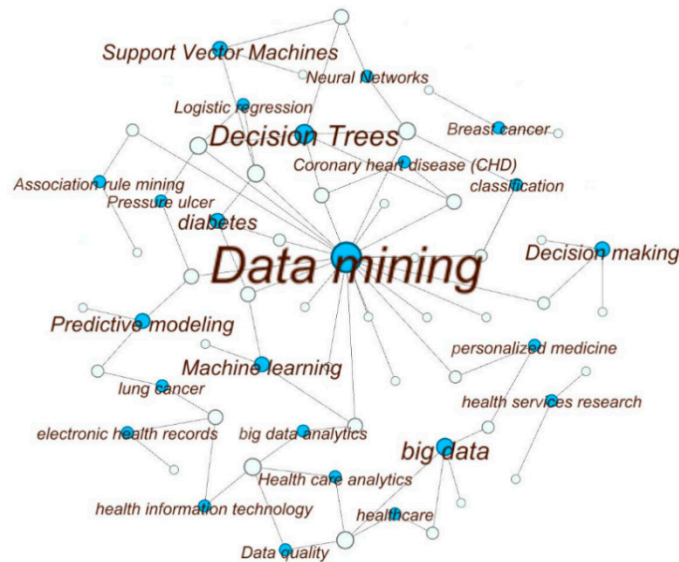 Support Vector Machines
Neural Networks
Logistic regression
Decision Trees
Breast cancer
Coronary heart disease (CHD)
Association rule mining
classification
Pressure ulcer
diabetes
Data mining
Decision making
Predictive modeling
personalized medicine
Machine learning
lung cancer
health services research
electronic health records
big data analytics
big data
Health care analytics
health information technology
healthcare
Data quality